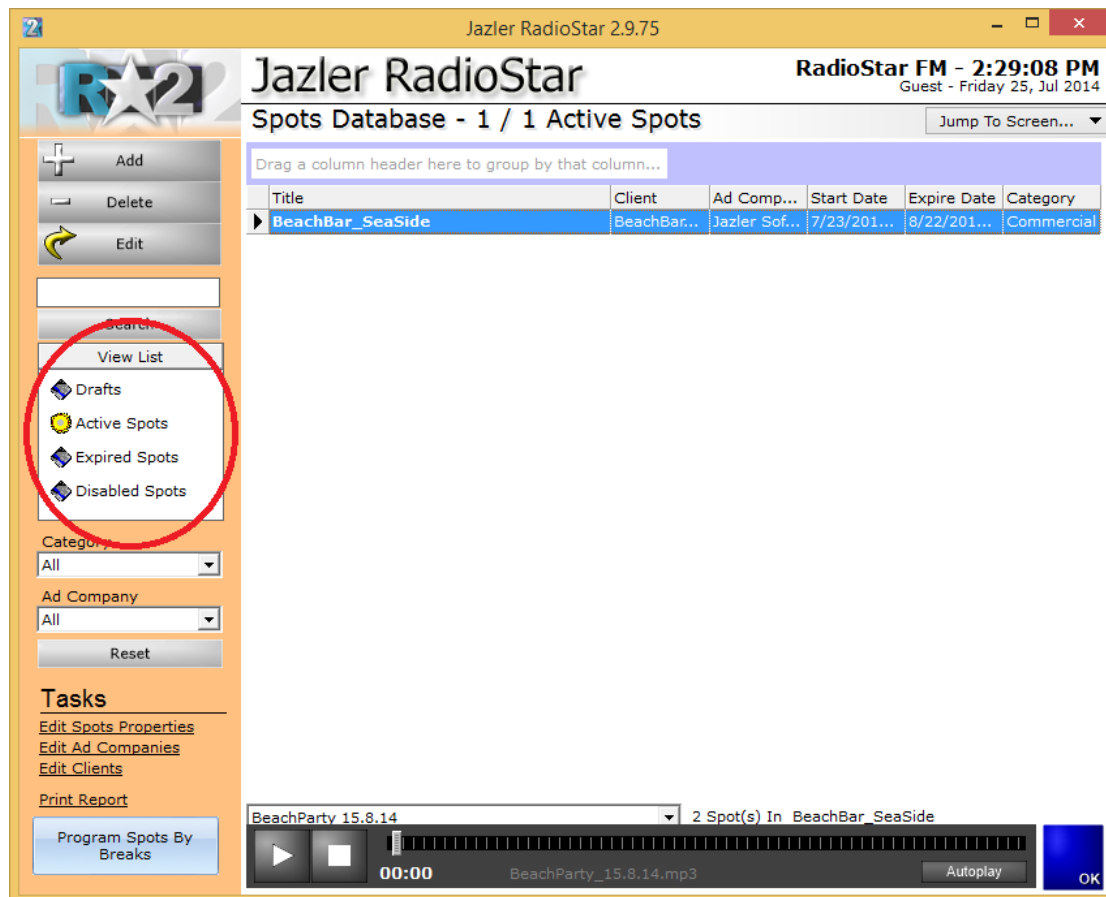 Jazler RadioStar 2.9.75
R☆2
Jazler RadioStar
RadioStar FM - 2:29:08 PM
Guest - Friday 25, Jul 2014
Spots Database - 1 / 1 Active Spots
Jump To Screen...
Add
Delete
Edit
Search
View List
Drafts
Active Spots
Expired Spots
Disabled Spots
Category
All
Ad Company
All
Reset
Tasks
Edit Spots Properties
Edit Ad Companies
Edit Clients
Print Report
Program Spots By
Breaks
Drag a column header here to group by that column...
Title Client Ad Comp... Start Date Expire Date Category
BeachBar_SeaSide BeachBar... Jazler Sof... 7/23/201... 8/22/201... Commercial
BeachParty 15.8.14 2 Spot(s) In BeachBar_SeaSide
00:00 BeachParty_15.8.14.mp3 Autoplay
OK